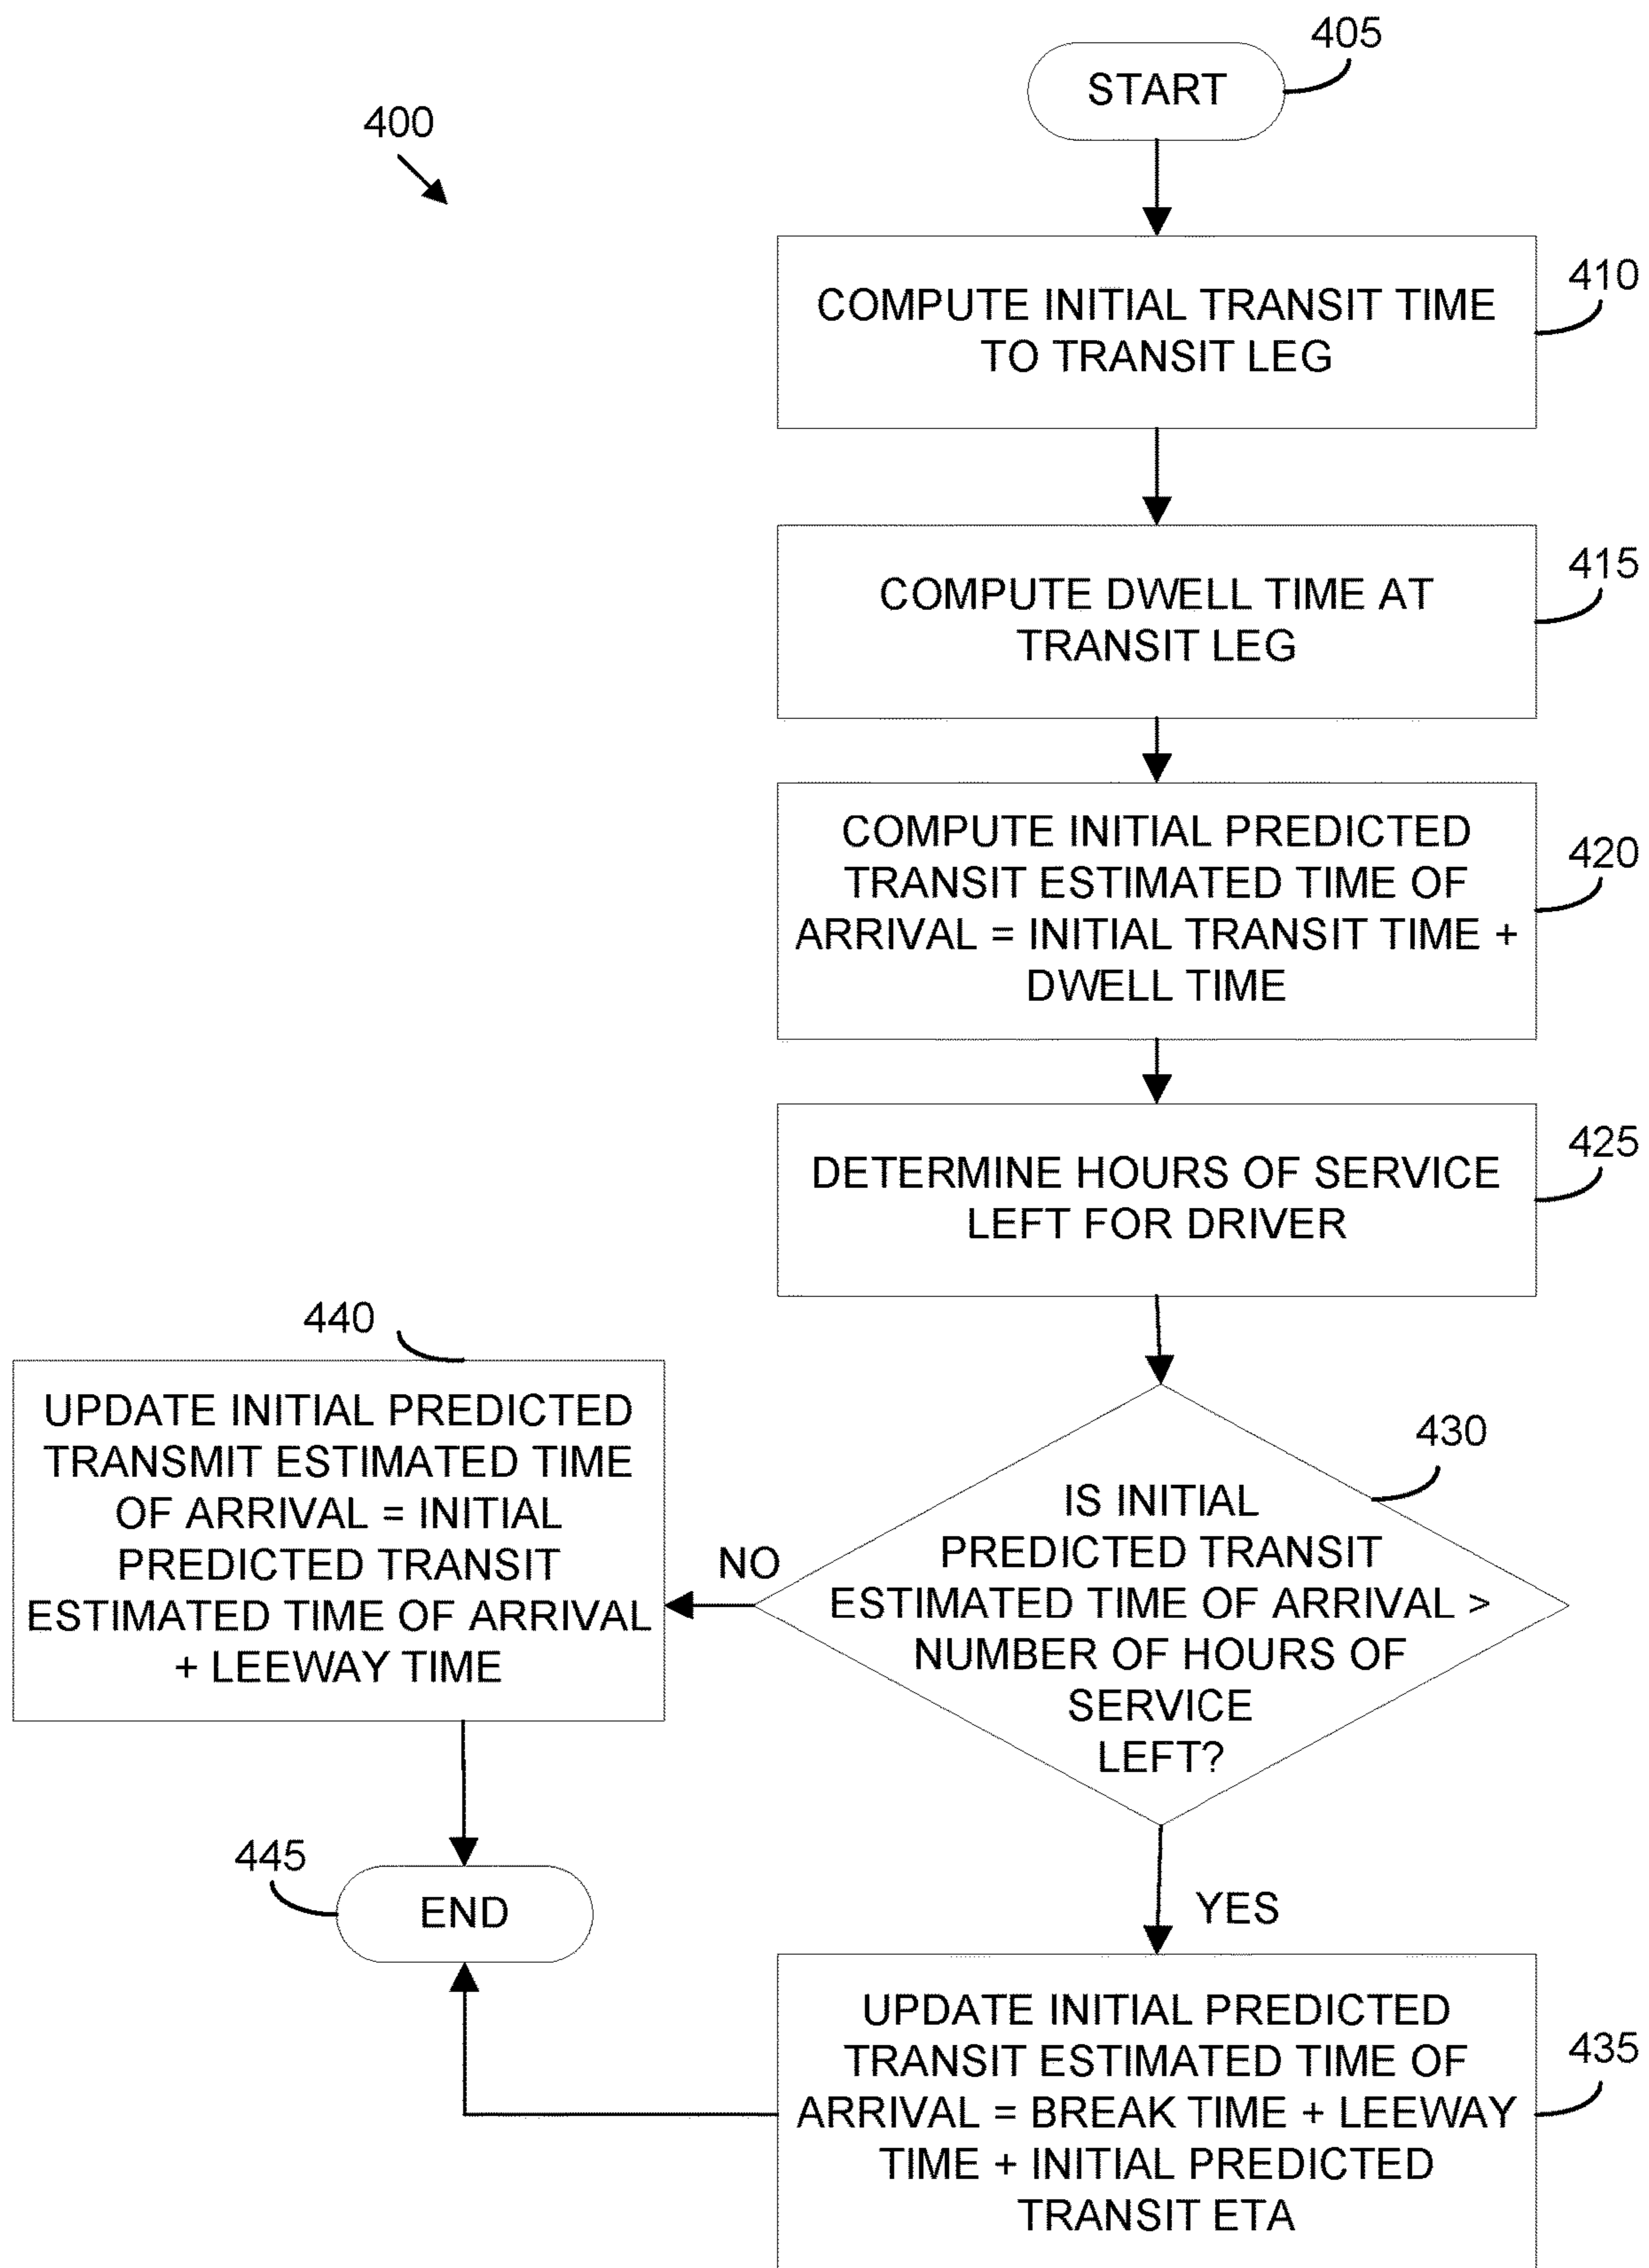 405
START
400
410
COMPUTE INITIAL TRANSIT TIME
TO TRANSIT LEG
415
COMPUTE DWELL TIME AT
TRANSIT LEG
420
COMPUTE INITIAL PREDICTED
TRANSIT ESTIMATED TIME OF
ARRIVAL = INITIAL TRANSIT TIME +
DWELL TIME
425
DETERMINE HOURS OF SERVICE
LEFT FOR DRIVER
430
IS INITIAL
PREDICTED TRANSIT
ESTIMATED TIME OF ARRIVAL >
NUMBER OF HOURS OF
SERVICE
LEFT?
NO
440
UPDATE INITIAL PREDICTED
TRANSMIT ESTIMATED TIME
OF ARRIVAL = INITIAL
PREDICTED TRANSIT
ESTIMATED TIME OF ARRIVAL
+ LEEWAY TIME
445
END
YES
435
UPDATE INITIAL PREDICTED
TRANSIT ESTIMATED TIME OF
ARRIVAL = BREAK TIME + LEEWAY
TIME + INITIAL PREDICTED
TRANSIT ETA